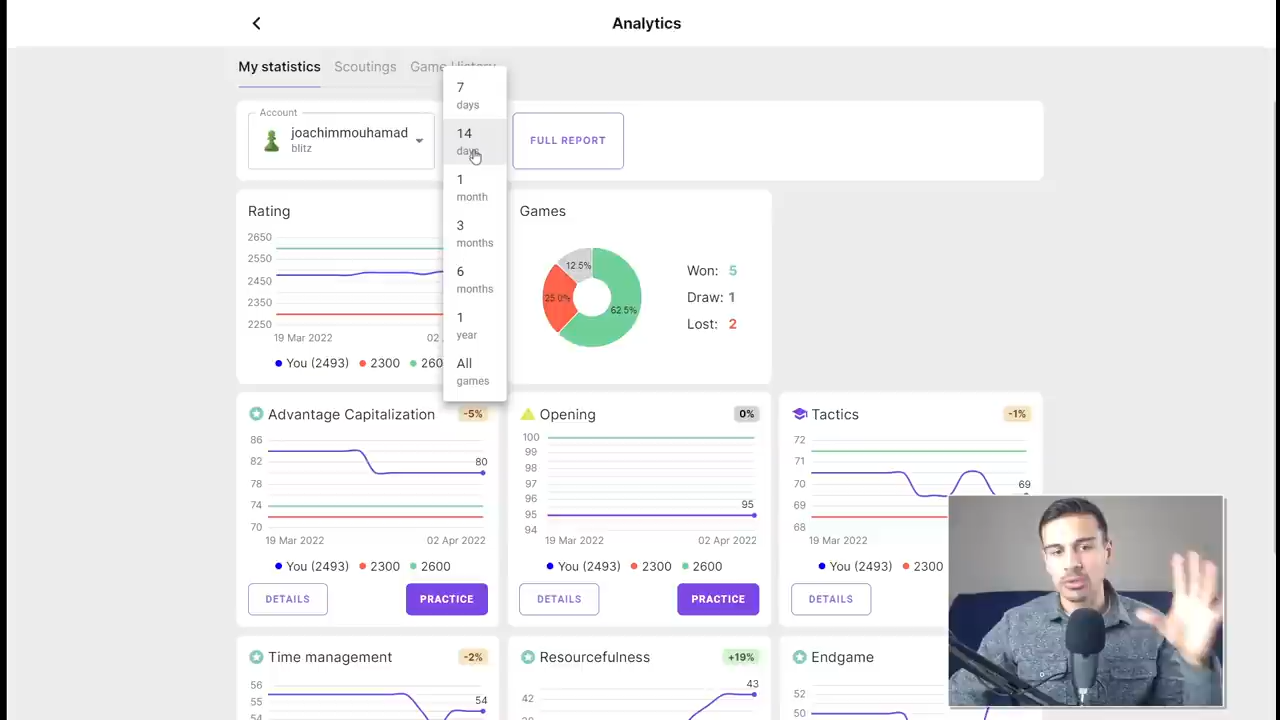 Analytics
My statistics
Scoutings
Game History
Account
joachimmouhamad
blitz
7
days
14
days
1
month
3
months
6
months
1
year
All
games
FULL REPORT
Rating
2650
2550
2450
2350
2250
19 Mar 2022
02
You (2493)
2300
260
Games
12.5%
25.0%
62.5%
Won: 5
Draw: 1
Lost: 2
Advantage Capitalization
-5%
86
82
78
74
70
80
19 Mar 2022
02 Apr 2022
You (2493)
2300
2600
DETAILS
PRACTICE
Opening
0%
100
99
98
97
96
95
94
95
19 Mar 2022
02 Apr 2022
You (2493)
2300
2600
DETAILS
PRACTICE
Tactics
-1%
72
71
70
69
68
69
19 Mar 2022
You (2493)
2300
DETAILS
Time management
-2%
56
55
54
54
Resourcefulness
+19%
42
43
Endgame
52
50